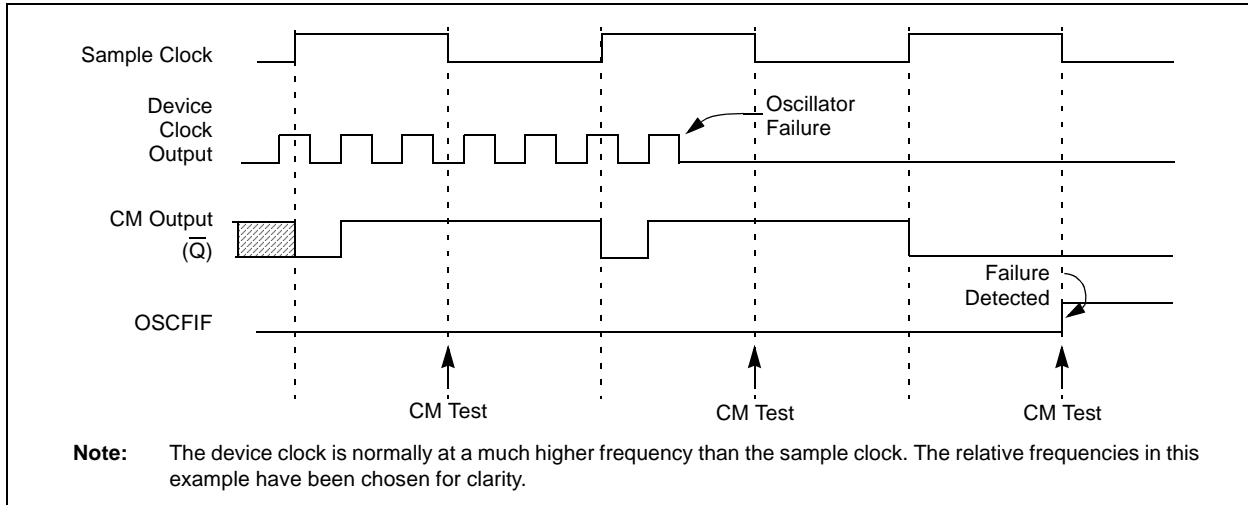 Sample Clock
Device
Clock
Output
Oscillator
Failure
CM Output
(Q̅)
Failure
Detected
OSCFIF
CM Test
CM Test
CM Test
Note: The device clock is normally at a much higher frequency than the sample clock. The relative frequencies in this
example have been chosen for clarity.